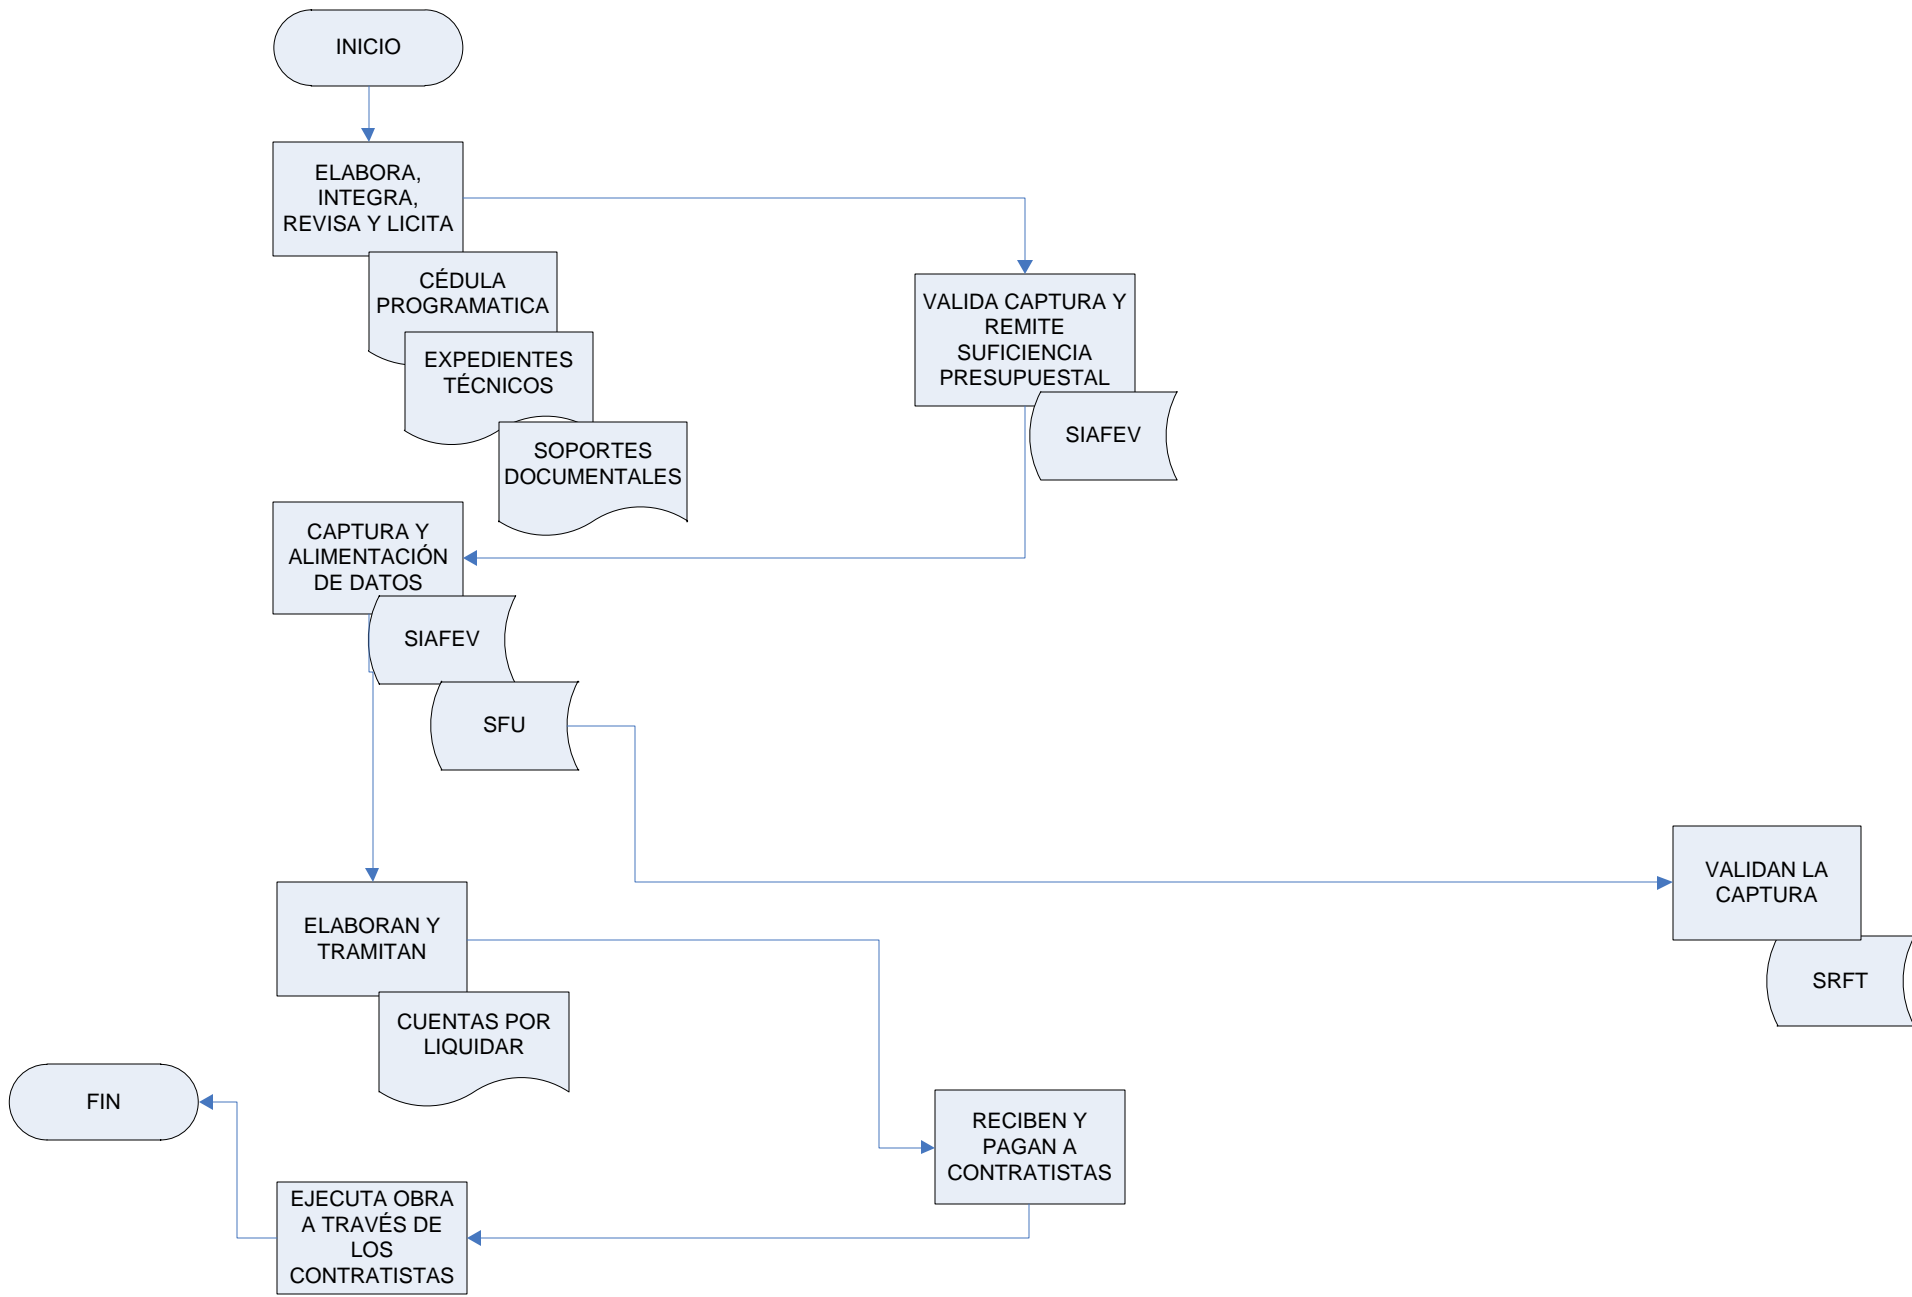 INICIO
ELABORA,
INTEGRA,
REVISA Y LICITA
CÉDULA
PROGRAMATICA
EXPEDIENTES
TÉCNICOS
SOPORTES
DOCUMENTALES
VALIDA CAPTURA Y
REMITE
SUFICIENCIA
PRESUPUESTAL
SIAFEV
CAPTURA Y
ALIMENTACIÓN
DE DATOS
SIAFEV
SFU
VALIDAN LA
CAPTURA
SRFT
ELABORAN Y
TRAMITAN
CUENTAS POR
LIQUIDAR
RECIBEN Y
PAGAN A
CONTRATISTAS
EJECUTA OBRA
A TRAVÉS DE
LOS
CONTRATISTAS
FIN